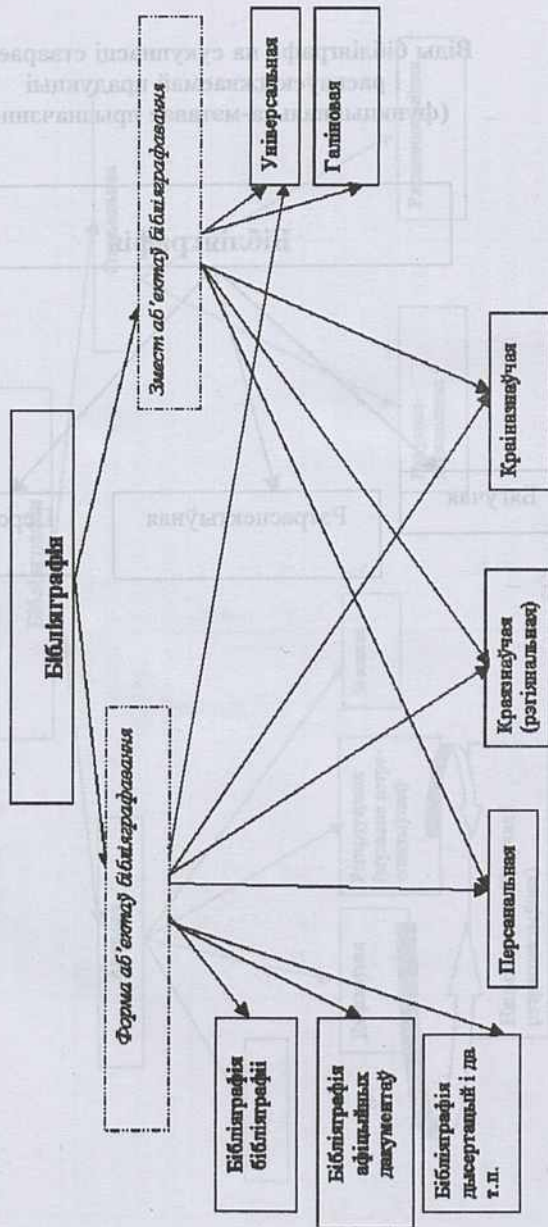 Бібліяграфія
Форма аб’ектаў бібліяграфавання
Змест аб’ектаў бібліяграфавання
Бібліяграфія
бібліяграфіі
Бібліяграфія
афіцыйных
дакументаў
Бібліяграфія
дысертацый і да
т.п.
Персанальная
Краязнаўчая
(рэгіянальная)
Краіназнаўчая
Універсальная
Галіновая